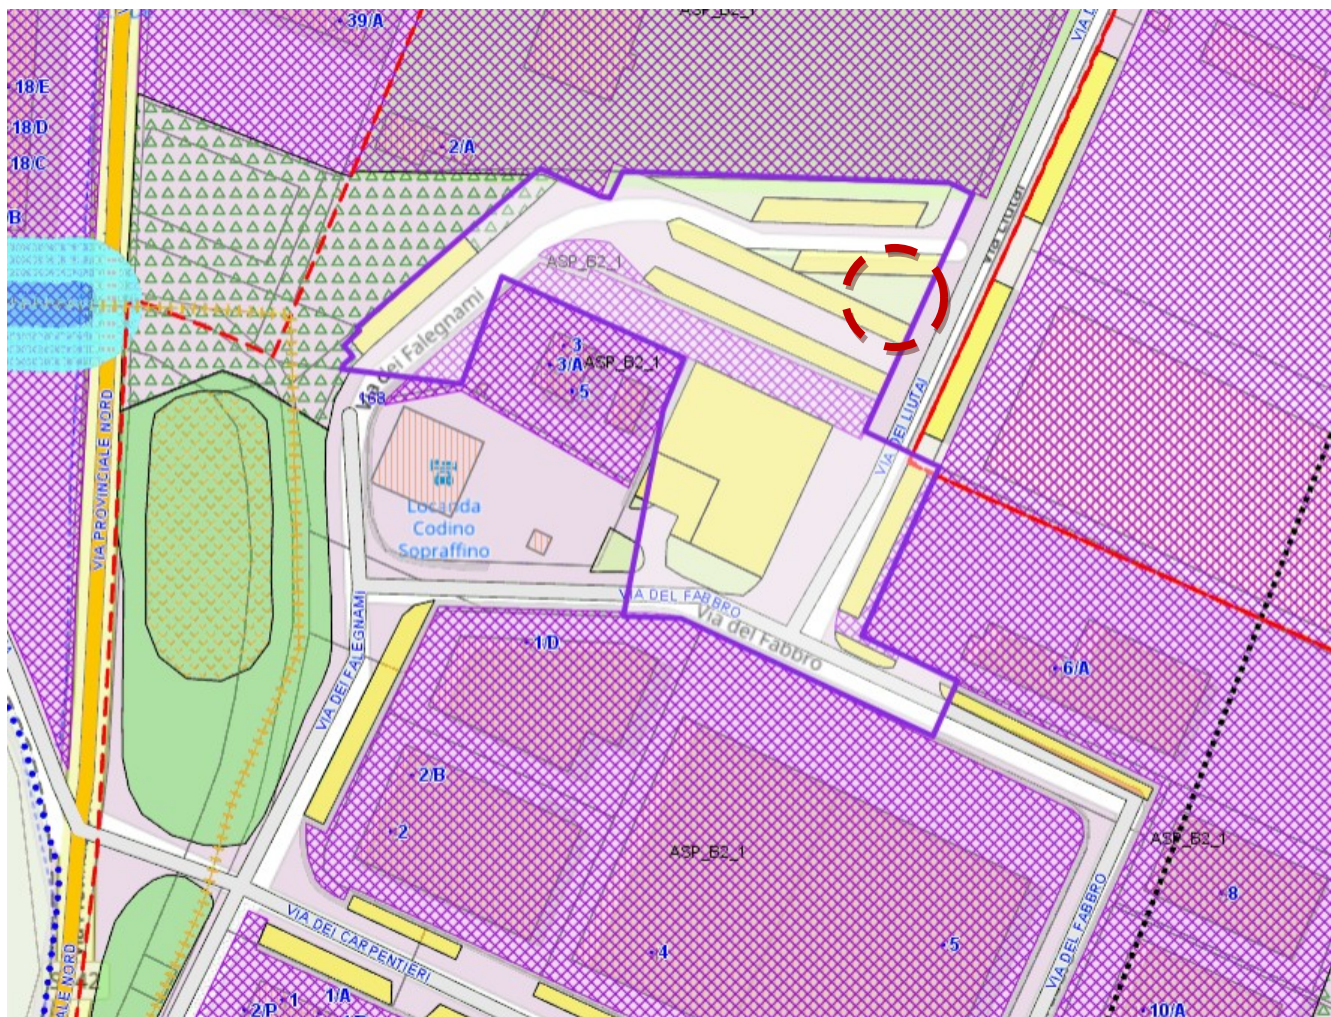 39/A
ASP_B2_1
18/E
18/D
18/C
2/A
/B
Via Liutai
ASP_B2_1
Via dei Falegnami
3
3/A
ASP_B2_1
5
168
VIA DEI LIUTAI
VIA PROVINCIALE NORD
Locanda
Codino
Sopraffino
VIA DEL FABBRO
Via del Fabbro
VIA DEI FALEGNAMI
1/D
6/A
2/B
2
ASP_B2_1
ASP_B2_1
8
VIA DEI CARPENTIERI
VIA DEL FABBRO
4
5
ALE NORD
1
1/A
2/P
10/A